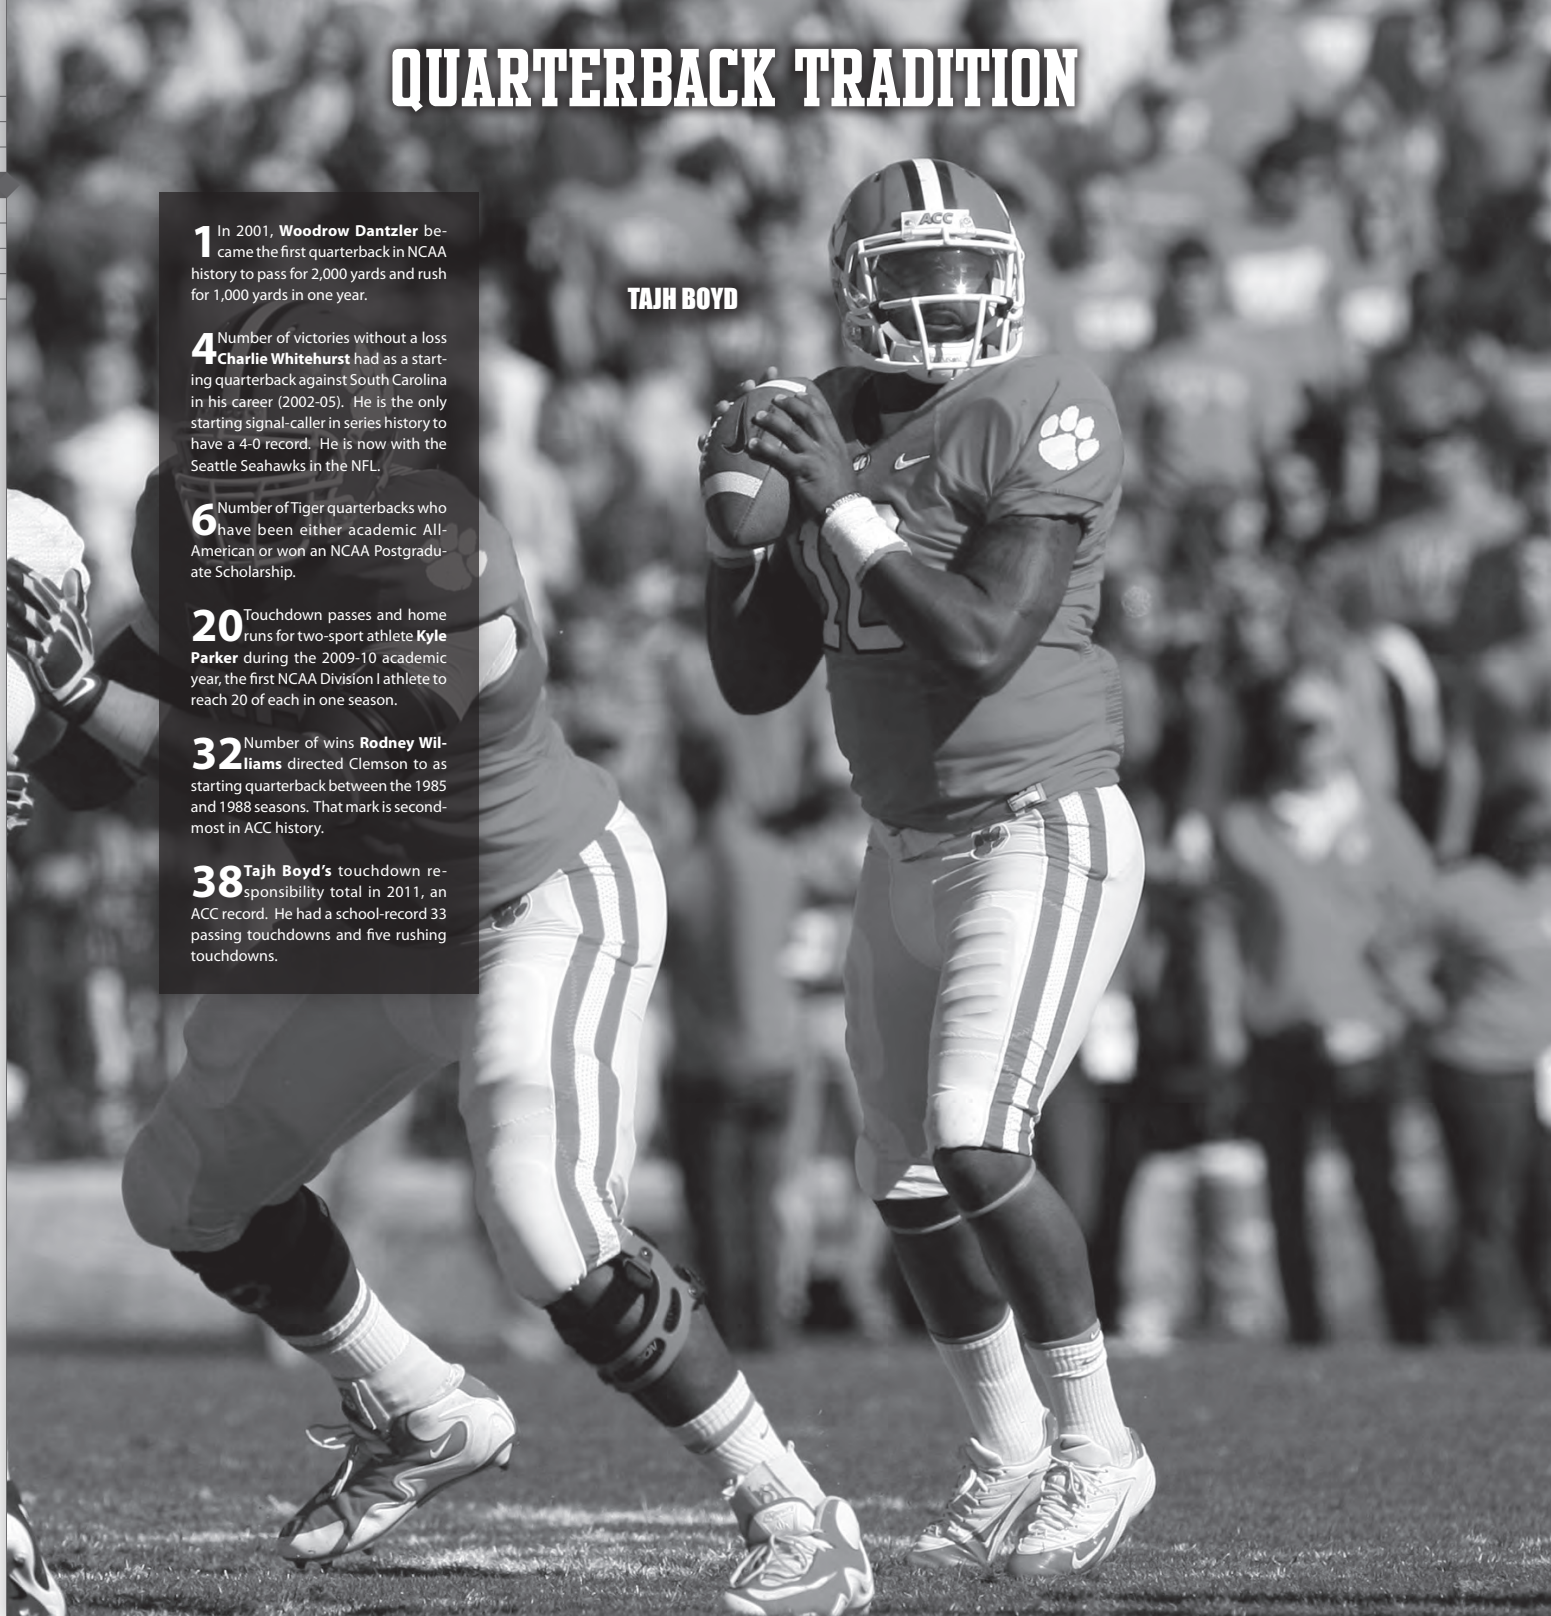 QUARTERBACK TRADITION
1 In 2001, Woodrow Dantzler be-
came the first quarterback in NCAA
history to pass for 2,000 yards and rush
for 1,000 yards in one year.
4 Number of victories without a loss
Charlie Whitehurst had as a start-
ing quarterback against South Carolina
in his career (2002-05). He is the only
starting signal-caller in series history to
have a 4-0 record. He is now with the
Seattle Seahawks in the NFL.
6 Number of Tiger quarterbacks who
have been either academic All-
American or won an NCAA Postgradu-
ate Scholarship.
20 Touchdown passes and home
runs for two-sport athlete Kyle
Parker during the 2009-10 academic
year, the first NCAA Division I athlete to
reach 20 of each in one season.
32 Number of wins Rodney Wil-
liams directed Clemson to as
starting quarterback between the 1985
and 1988 seasons. That mark is second-
most in ACC history.
38 Tajh Boyd's touchdown re-
sponsibility total in 2011, an
ACC record. He had a school-record 33
passing touchdowns and five rushing
touchdowns.
TAJH BOYD
ACC